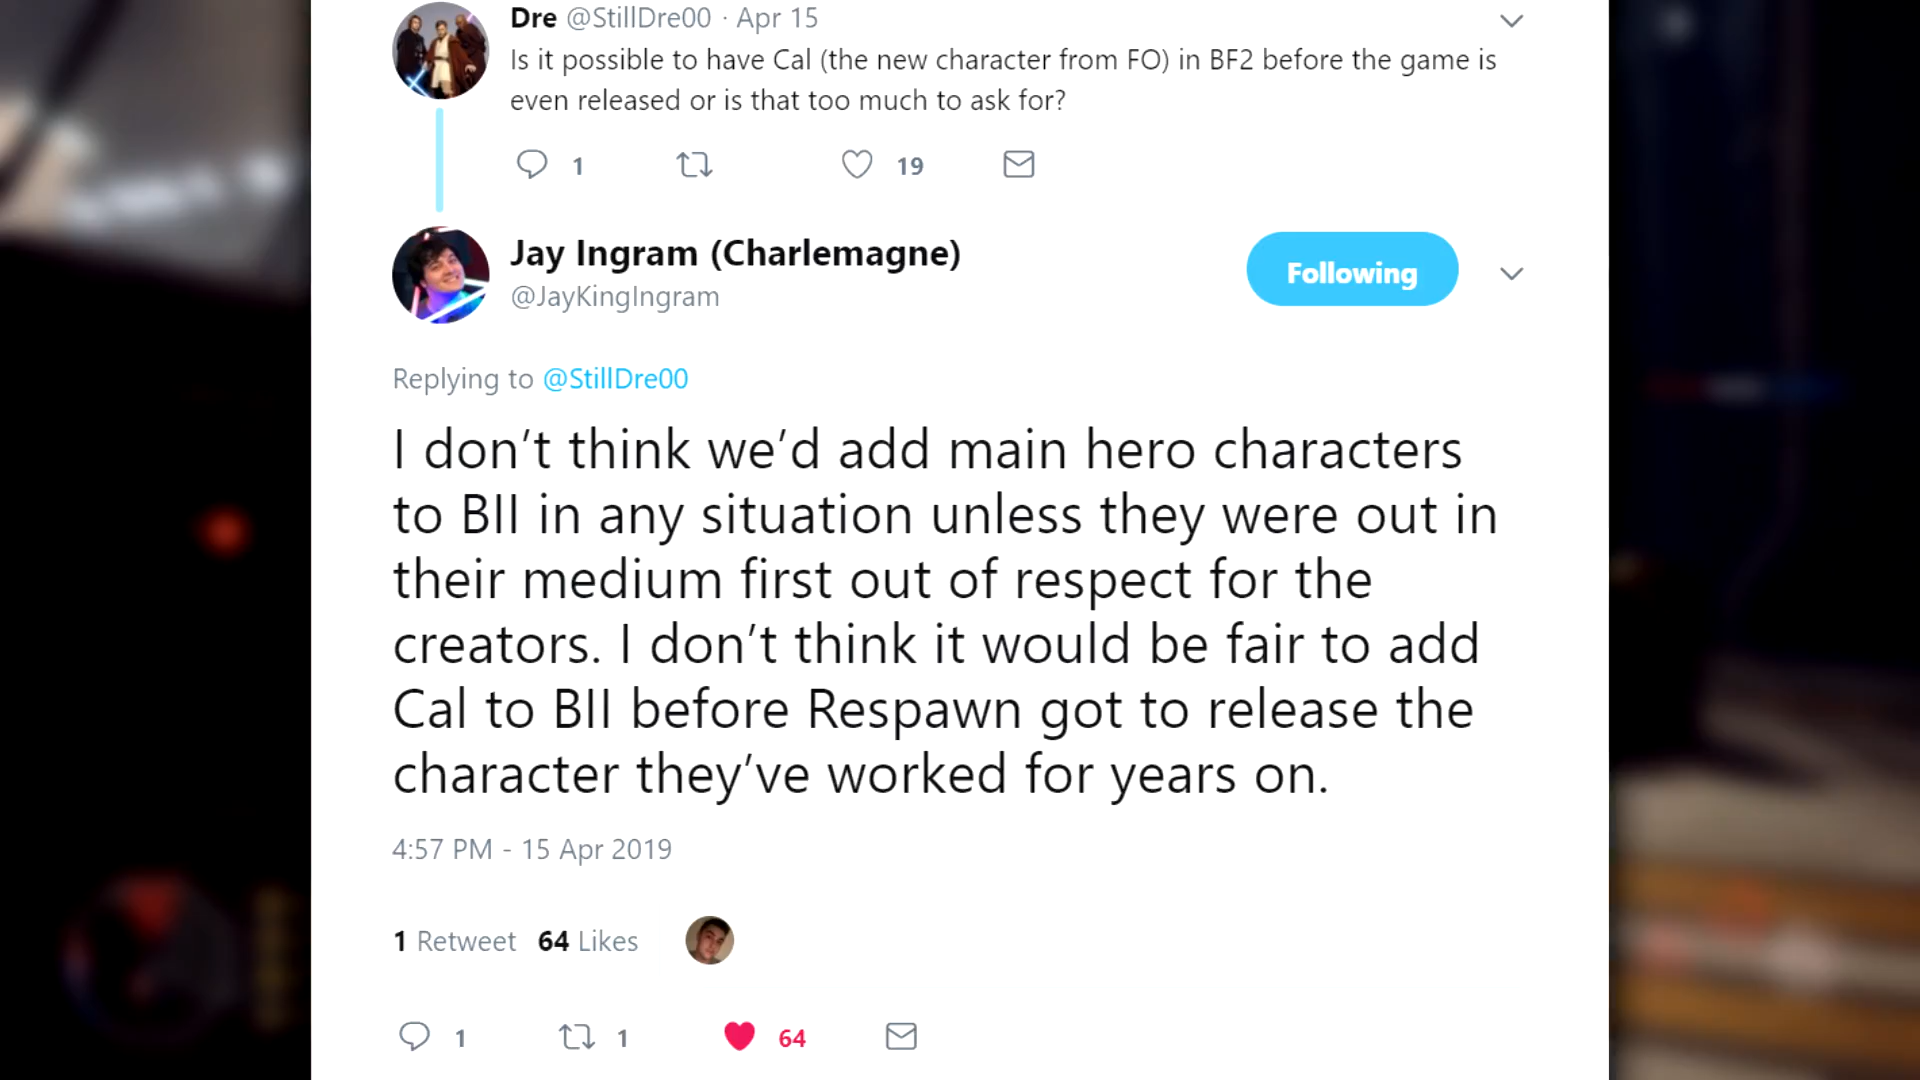 Dre @StillDre00 · Apr 15
Is it possible to have Cal (the new character from FO) in BF2 before the game is
even released or is that too much to ask for?
1 19
Jay Ingram (Charlemagne)
@JayKingIngram
Following
Replying to @StillDre00
I don’t think we’d add main hero characters
to BII in any situation unless they were out in
their medium first out of respect for the
creators. I don’t think it would be fair to add
Cal to BII before Respawn got to release the
character they’ve worked for years on.
4:57 PM - 15 Apr 2019
1 Retweet 64 Likes
1 1 64